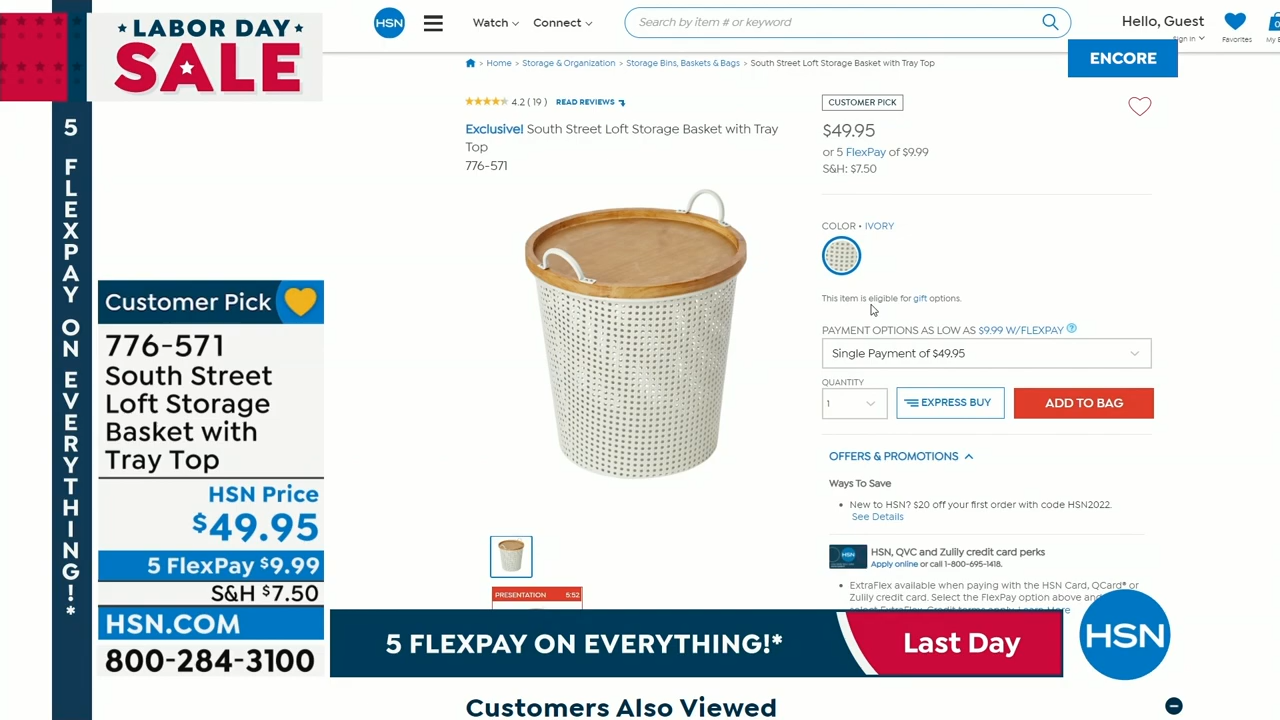 ★LABOR DAY★
SALE
5 FLEXPAY ON EVERYTHING!*
Customer Pick
776-571
South Street
Loft Storage
Basket with
Tray Top
HSN Price
$49.95
5 FlexPay $9.99
S&H $7.50
HSN.COM
800-284-3100
HSN
Watch
Connect
Search by item # or keyword
Hello, Guest
Sign In
Favorites
0
ENCORE
> Home > Storage & Organization > Storage Bins, Baskets & Bags > South Street Loft Storage Basket with Tray Top
4.2 ( 19 ) READ REVIEWS
Exclusive! South Street Loft Storage Basket with Tray
Top
776-571
PRESENTATION 5:52
CUSTOMER PICK
$49.95
or 5 FlexPay of $9.99
S&H: $7.50
COLOR • IVORY
This item is eligible for gift options.
PAYMENT OPTIONS AS LOW AS $9.99 W/FLEXPAY ?
Single Payment of $49.95
QUANTITY
1
EXPRESS BUY
ADD TO BAG
OFFERS & PROMOTIONS
Ways To Save
• New to HSN? $20 off your first order with code HSN2022.
See Details
HSN
HSN, QVC and Zulily credit card perks
Apply online or call 1-800-695-1418.
• ExtraFlex available when paying with the HSN Card, QCard® or
Zulily credit card. Select the FlexPay option above and
5 FLEXPAY ON EVERYTHING!*
Last Day
HSN
Customers Also Viewed